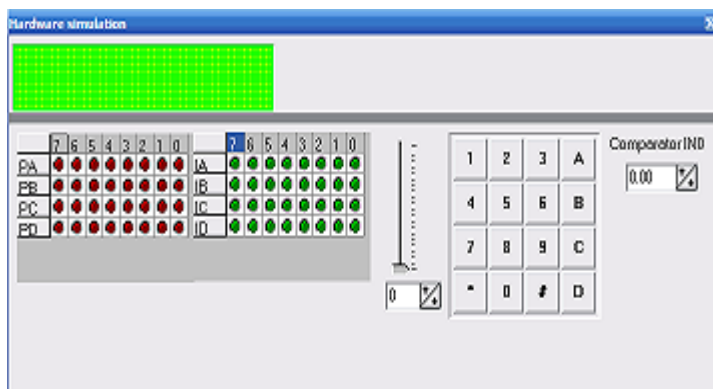 Hardware simulation
7 6 5 4 3 2 1 0
PA
PB
PC
PD
7 6 5 4 3 2 1 0
IA
IB
IC
ID
0
1 2 3 A
4 5 6 B
7 8 9 C
* 0 # D
Comparator IN0
0.00